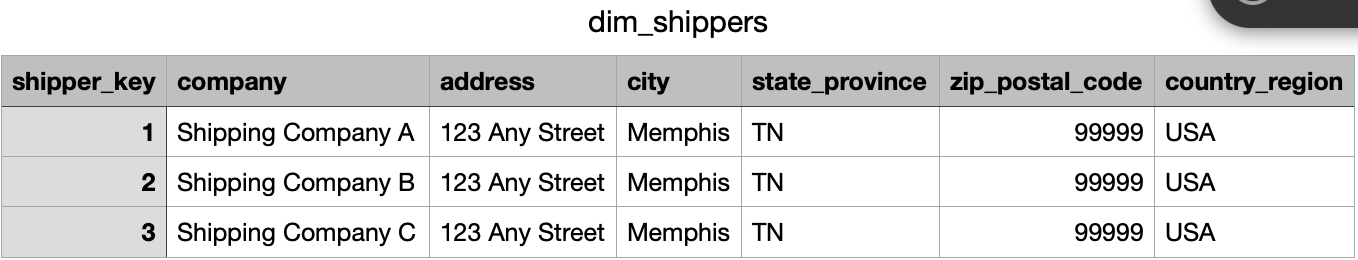 dim_shippers
shipper_key company address city state_province zip_postal_code country_region
1 Shipping Company A 123 Any Street Memphis TN 99999 USA
2 Shipping Company B 123 Any Street Memphis TN 99999 USA
3 Shipping Company C 123 Any Street Memphis TN 99999 USA